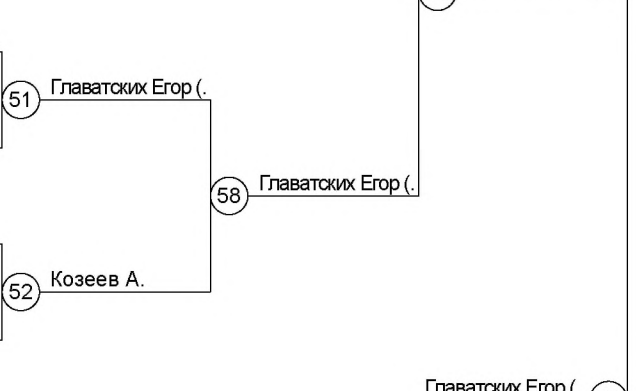 51 Главатских Егор (.
58 Главатских Егор (.
52 Козеев А.
Главатских Егор (